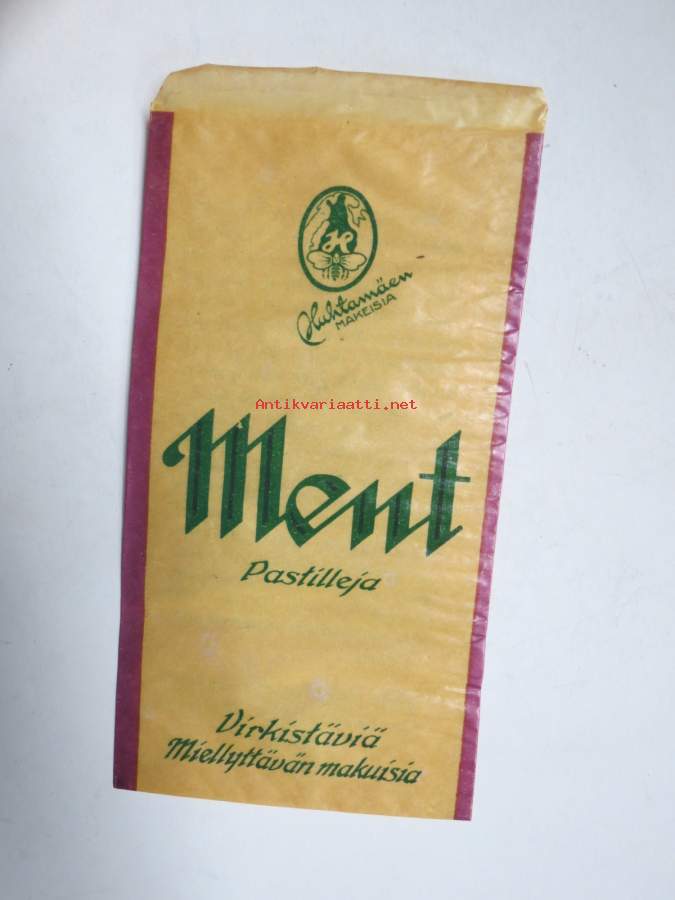 H
Huhtamäen
MAKEISIA
Antikvariaatti.net
Ment
Pastilleja
Virkistäviä
Miellyttävän makuisia